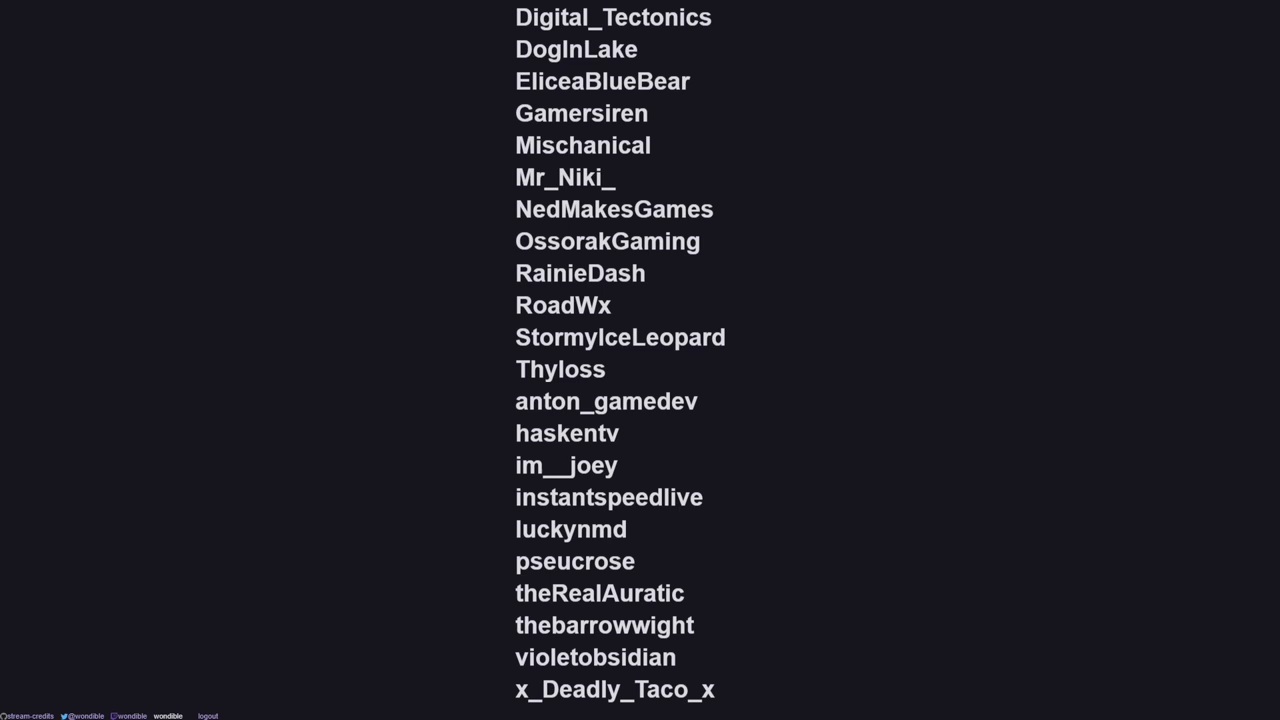 Digital_Tectonics
DogInLake
EliceaBlueBear
Gamersiren
Mischanical
Mr_Niki_
NedMakesGames
OssorakGaming
RainieDash
RoadWx
StormyIceLeopard
Thyloss
anton_gamedev
haskentv
im__joey
instantspeedlive
luckynmd
pseucrose
theRealAuratic
thebarrowwight
violetobsidian
x_Deadly_Taco_x
stream-credits @wondible wondible wondible logout